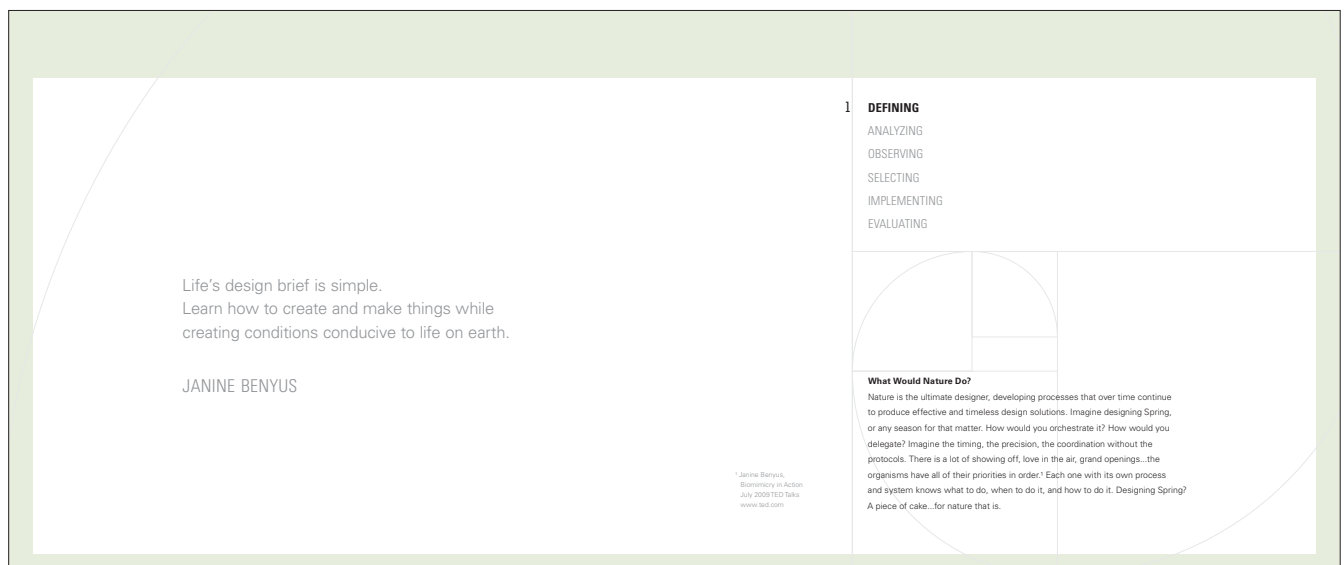 Life’s design brief is simple.
Learn how to create and make things while
creating conditions conducive to life on earth.
JANINE BENYUS
¹ Janine Benyus,
Biomimicry in Action
July 2009 TED Talks
www.ted.com
1 DEFINING
ANALYZING
OBSERVING
SELECTING
IMPLEMENTING
EVALUATING
What Would Nature Do?
Nature is the ultimate designer, developing processes that over time continue
to produce effective and timeless design solutions. Imagine designing Spring,
or any season for that matter. How would you orchestrate it? How would you
delegate? Imagine the timing, the precision, the coordination without the
protocols. There is a lot of showing off, love in the air, grand openings...the
organisms have all of their priorities in order.¹ Each one with its own process
and system knows what to do, when to do it, and how to do it. Designing Spring?
A piece of cake...for nature that is.